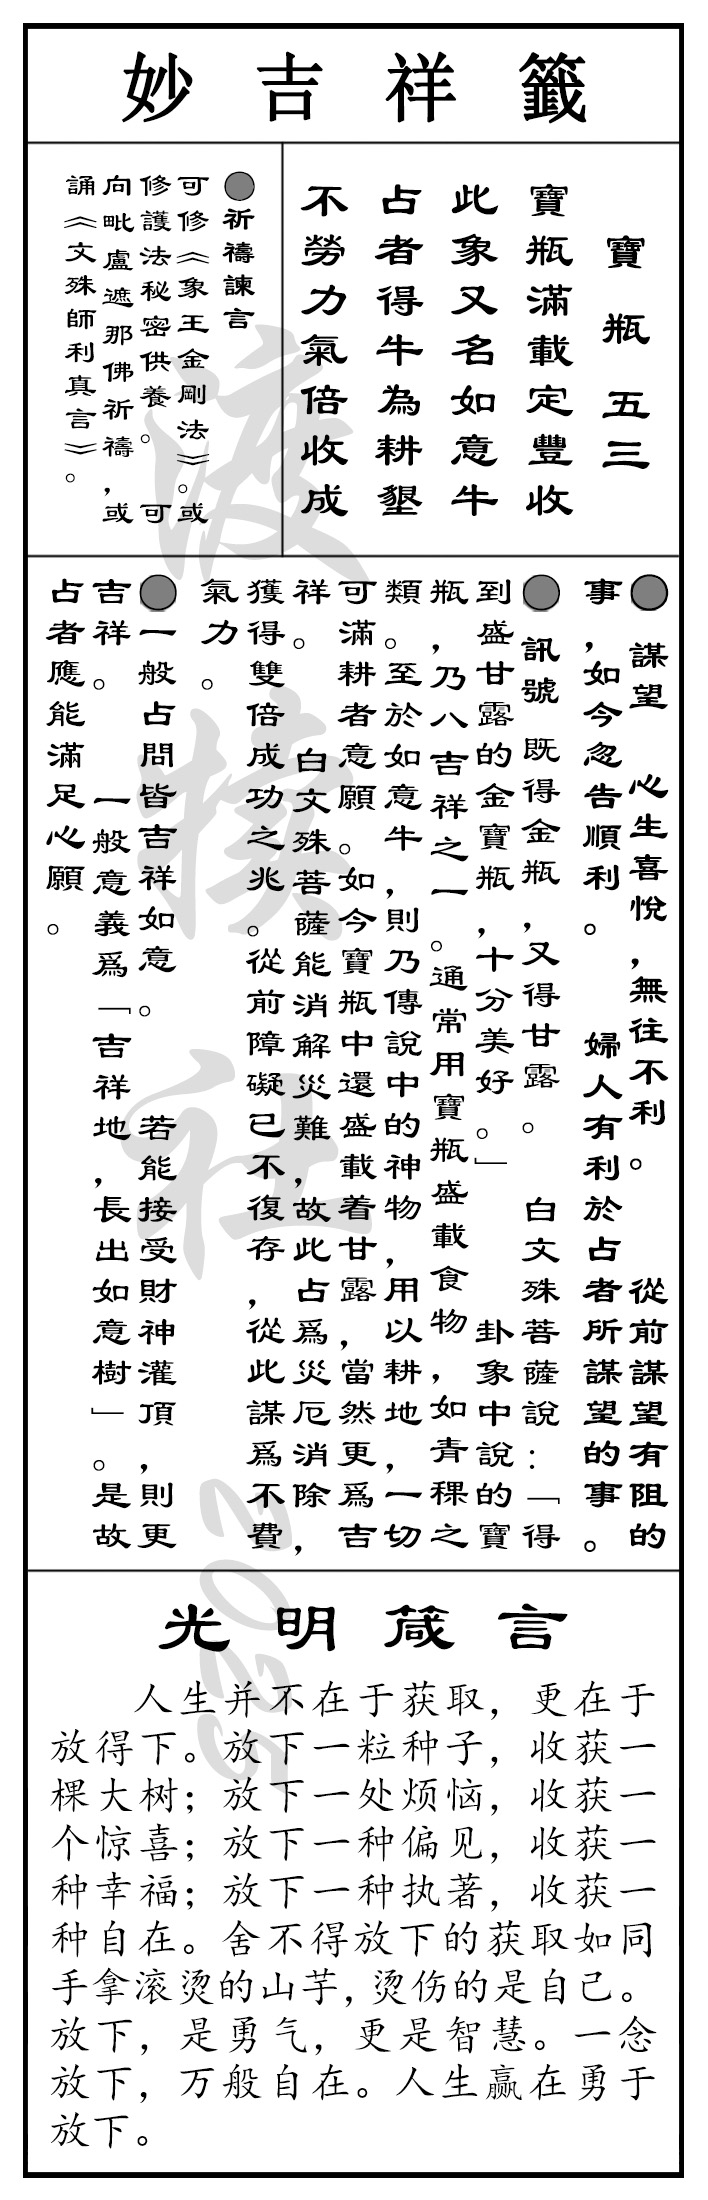 妙吉祥籤
寶瓶 五三
寶瓶滿載定豐收
此象又名如意牛
占者得牛為耕墾
不勞力氣倍收成
●祈禱諫言
可修《象王金剛法》。或
修護法秘密供養。 可
向毗盧遮那佛祈禱，或
誦《文殊師利真言》。
● 謀望 心生喜悅，無往不利。 從前謀望有阻的
事，如今忽告順利。 婦人有利於占者所謀望的事。
● 訊號 既得金瓶，又得甘露。 白文殊菩薩說：「得
到盛甘露的金寶瓶，十分美好。」 卦象中說的寶
瓶，乃八吉祥之一。通常用寶瓶盛載食物，如青稞之
類。至於如意牛，則乃傳說中的神物，用以耕地，一切
可滿耕者意願。如今寶瓶中還盛載着甘露，當然更爲吉
祥。 白文殊菩薩能消解災難，故此占爲災厄消除，
獲得雙倍成功之兆。從前障礙已不復存，從此謀爲不費
氣力。
●一般占問皆吉祥如意。 若能接受財神灌頂，則更
吉祥。 一般意義爲「吉祥地，長出如意樹」。是故
占者應能滿足心願。
光明箴言
人生并不在于获取，更在于
放得下。放下一粒种子，收获一
棵大树；放下一处烦恼，收获一
个惊喜；放下一种偏见，收获一
种幸福；放下一种执著，收获一
种自在。舍不得放下的获取如同
手拿滚烫的山芋，烫伤的是自己。
放下，是勇气，更是智慧。一念
放下，万般自在。人生赢在勇于
放下。
渡犊社 2025